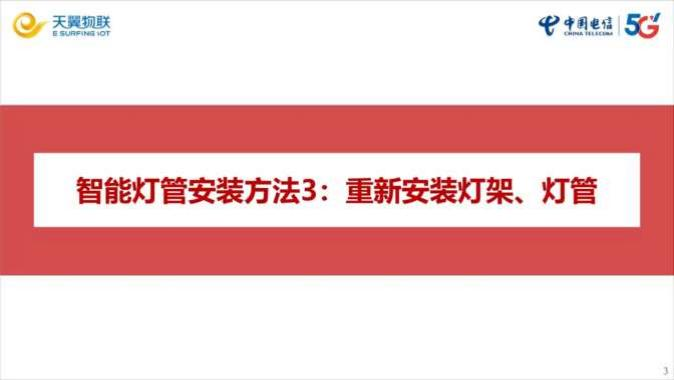 天翼物联
E SURFING IOT
中国电信
CHINA TELECOM
5G
智能灯管安装方法3：重新安装灯架、灯管
3